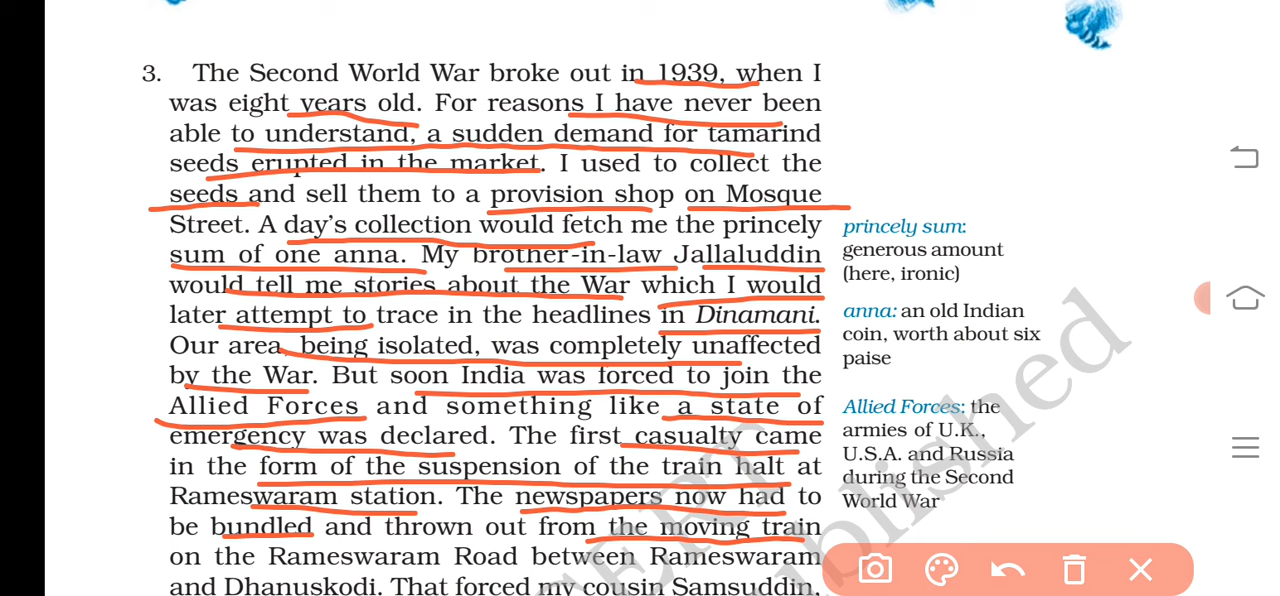 3. The Second World War broke out in 1939, when I
was eight years old. For reasons I have never been
able to understand, a sudden demand for tamarind
seeds erupted in the market. I used to collect the
seeds and sell them to a provision shop on Mosque
Street. A day's collection would fetch me the princely
sum of one anna. My brother-in-law Jallaluddin
would tell me stories about the War which I would
later attempt to trace in the headlines in Dinamani.
Our area, being isolated, was completely unaffected
by the War. But soon India was forced to join the
Allied Forces and something like a state of
emergency was declared. The first casualty came
in the form of the suspension of the train halt at
Rameswaram station. The newspapers now had to
be bundled and thrown out from the moving train
on the Rameswaram Road between Rameswaram
and Dhanuskodi. That forced my cousin Samsuddin,
princely sum:
generous amount
(here, ironic)
anna: an old Indian
coin, worth about six
paise
Allied Forces: the
armies of U.K.,
U.S.A. and Russia
during the Second
World War